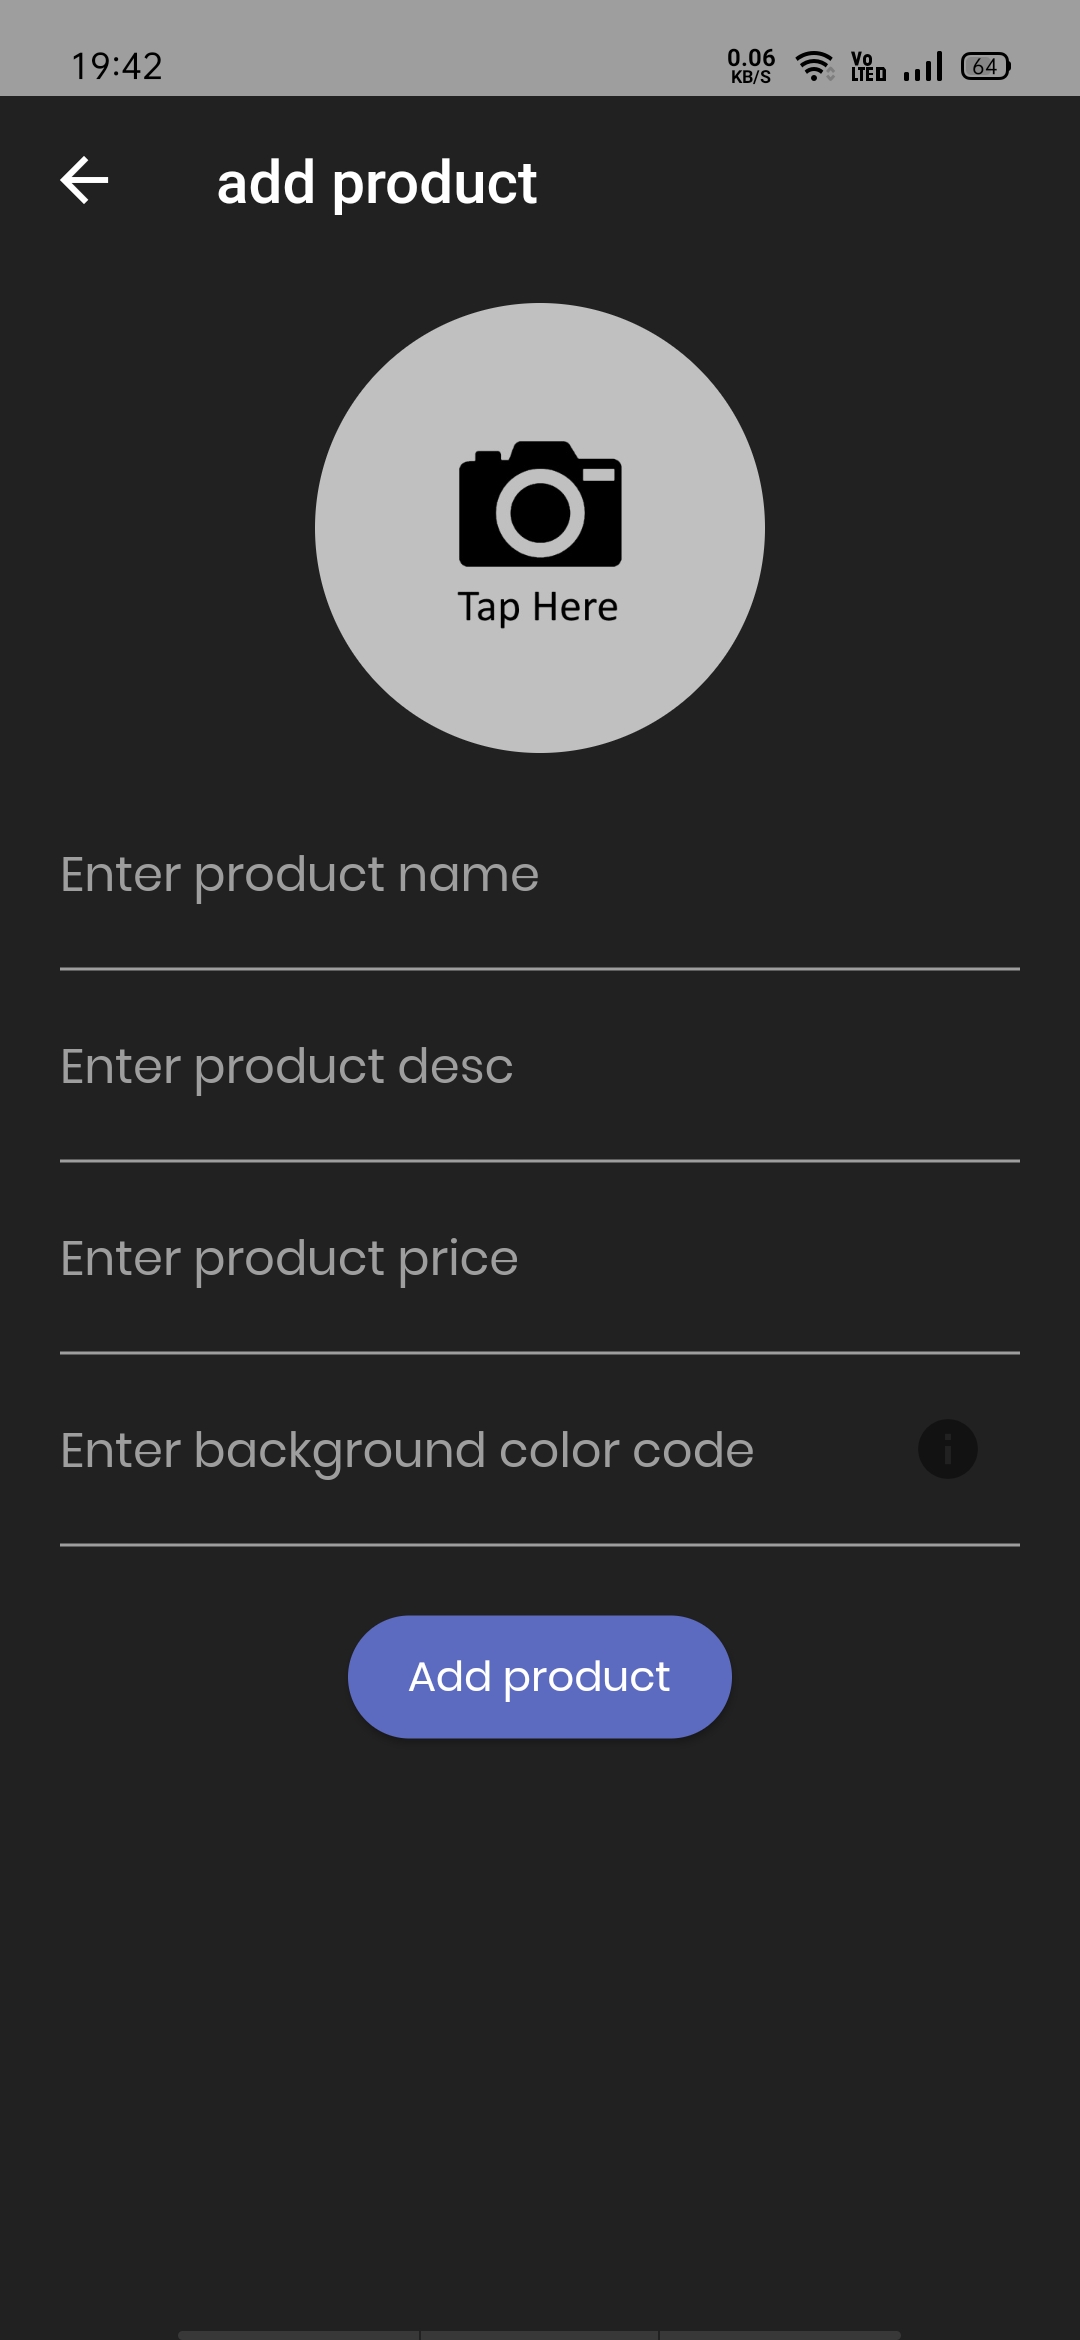 19:42
0.06
KB/S
Vo
LTE D
64
add product
Tap Here
Enter product name
Enter product desc
Enter product price
Enter background color code
Add product